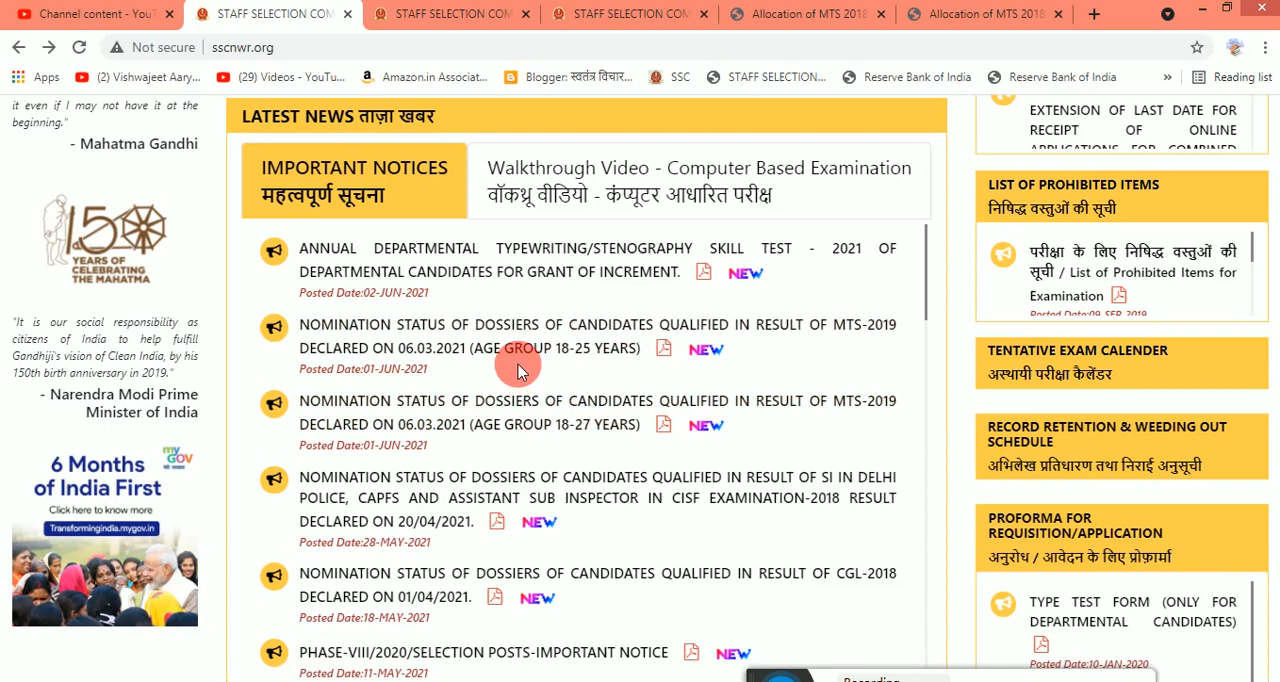 Channel content - YouT
STAFF SELECTION COM
STAFF SELECTION COM
STAFF SELECTION COM
Allocation of MTS 2018
Allocation of MTS 2018
Not secure
sscnwr.org
Apps
(2) Vishwajeet Aary...
(29) Videos - YouTu...
Amazon.in Associat...
Blogger: स्वतंत्र विचार...
SSC
STAFF SELECTION...
Reserve Bank of India
Reserve Bank of India
»
Reading list
it even if I may not have it at the
beginning."
- Mahatma Gandhi
150
YEARS OF
CELEBRATING
THE MAHATMA
"It is our social responsibility as
citizens of India to help fulfill
Gandhiji's vision of Clean India, by his
150th birth anniversary in 2019."
- Narendra Modi Prime
Minister of India
my
GOV
6 Months
of India First
Click here to know more
Transformingindia.mygov.in
LATEST NEWS ताज़ा खबर
IMPORTANT NOTICES
महत्वपूर्ण सूचना
Walkthrough Video - Computer Based Examination
वॉकथ्रू वीडियो - कंप्यूटर आधारित परीक्ष
ANNUAL DEPARTMENTAL TYPEWRITING/STENOGRAPHY SKILL TEST - 2021 OF
DEPARTMENTAL CANDIDATES FOR GRANT OF INCREMENT. NEW
Posted Date:02-JUN-2021
NOMINATION STATUS OF DOSSIERS OF CANDIDATES QUALIFIED IN RESULT OF MTS-2019
DECLARED ON 06.03.2021 (AGE GROUP 18-25 YEARS) NEW
Posted Date:01-JUN-2021
NOMINATION STATUS OF DOSSIERS OF CANDIDATES QUALIFIED IN RESULT OF MTS-2019
DECLARED ON 06.03.2021 (AGE GROUP 18-27 YEARS) NEW
Posted Date:01-JUN-2021
NOMINATION STATUS OF DOSSIERS OF CANDIDATES QUALIFIED IN RESULT OF SI IN DELHI
POLICE, CAPFS AND ASSISTANT SUB INSPECTOR IN CISF EXAMINATION-2018 RESULT
DECLARED ON 20/04/2021. NEW
Posted Date:28-MAY-2021
NOMINATION STATUS OF DOSSIERS OF CANDIDATES QUALIFIED IN RESULT OF CGL-2018
DECLARED ON 01/04/2021. NEW
Posted Date:18-MAY-2021
PHASE-VIII/2020/SELECTION POSTS-IMPORTANT NOTICE NEW
Posted Date:11-MAY-2021
EXTENSION OF LAST DATE FOR
RECEIPT OF ONLINE
APPLICATIONS FOR COMBINED
LIST OF PROHIBITED ITEMS
निषिद्ध वस्तुओं की सूची
परीक्षा के लिए निषिद्ध वस्तुओं की
सूची / List of Prohibited Items for
Examination
Posted Date:09-SEP-2019
TENTATIVE EXAM CALENDER
अस्थायी परीक्षा कैलेंडर
RECORD RETENTION & WEEDING OUT
SCHEDULE
अभिलेख प्रतिधारण तथा निराई अनुसूची
PROFORMA FOR
REQUISITION/APPLICATION
अनुरोध / आवेदन के लिए प्रोफ़ार्मा
TYPE TEST FORM (ONLY FOR
DEPARTMENTAL CANDIDATES)
Posted Date:10-JAN-2020
Recording